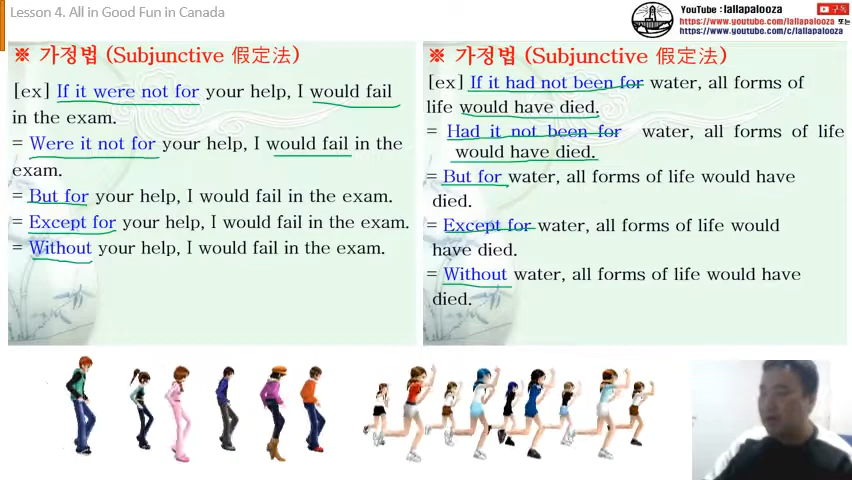 Lesson 4. All in Good Fun in Canada
YouTube : lallapalooza
구독
https://www.youtube.com/lallapalooza 또는
https://www.youtube.com/c/lallapalooza
※ 가정법 (Subjunctive 假定法)
[ex] If it were not for your help, I would fail
in the exam.
= Were it not for your help, I would fail in the
exam.
= But for your help, I would fail in the exam.
= Except for your help, I would fail in the exam.
= Without your help, I would fail in the exam.
※ 가정법 (Subjunctive 假定法)
[ex] If it had not been for water, all forms of
life would have died.
= Had it not been for water, all forms of life
would have died.
= But for water, all forms of life would have
died.
= Except for water, all forms of life would
have died.
= Without water, all forms of life would have
died.